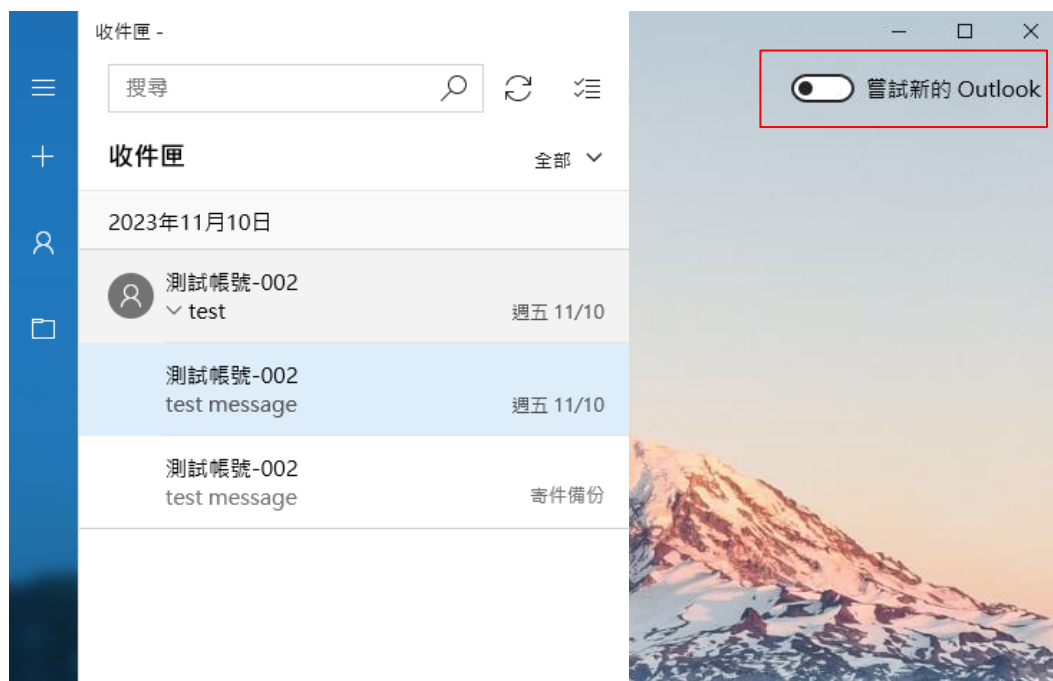 收件匣 -
搜尋
嘗試新的 Outlook
收件匣
全部
2023年11月10日
測試帳號-002
test
週五 11/10
測試帳號-002
test message
週五 11/10
測試帳號-002
test message
寄件備份